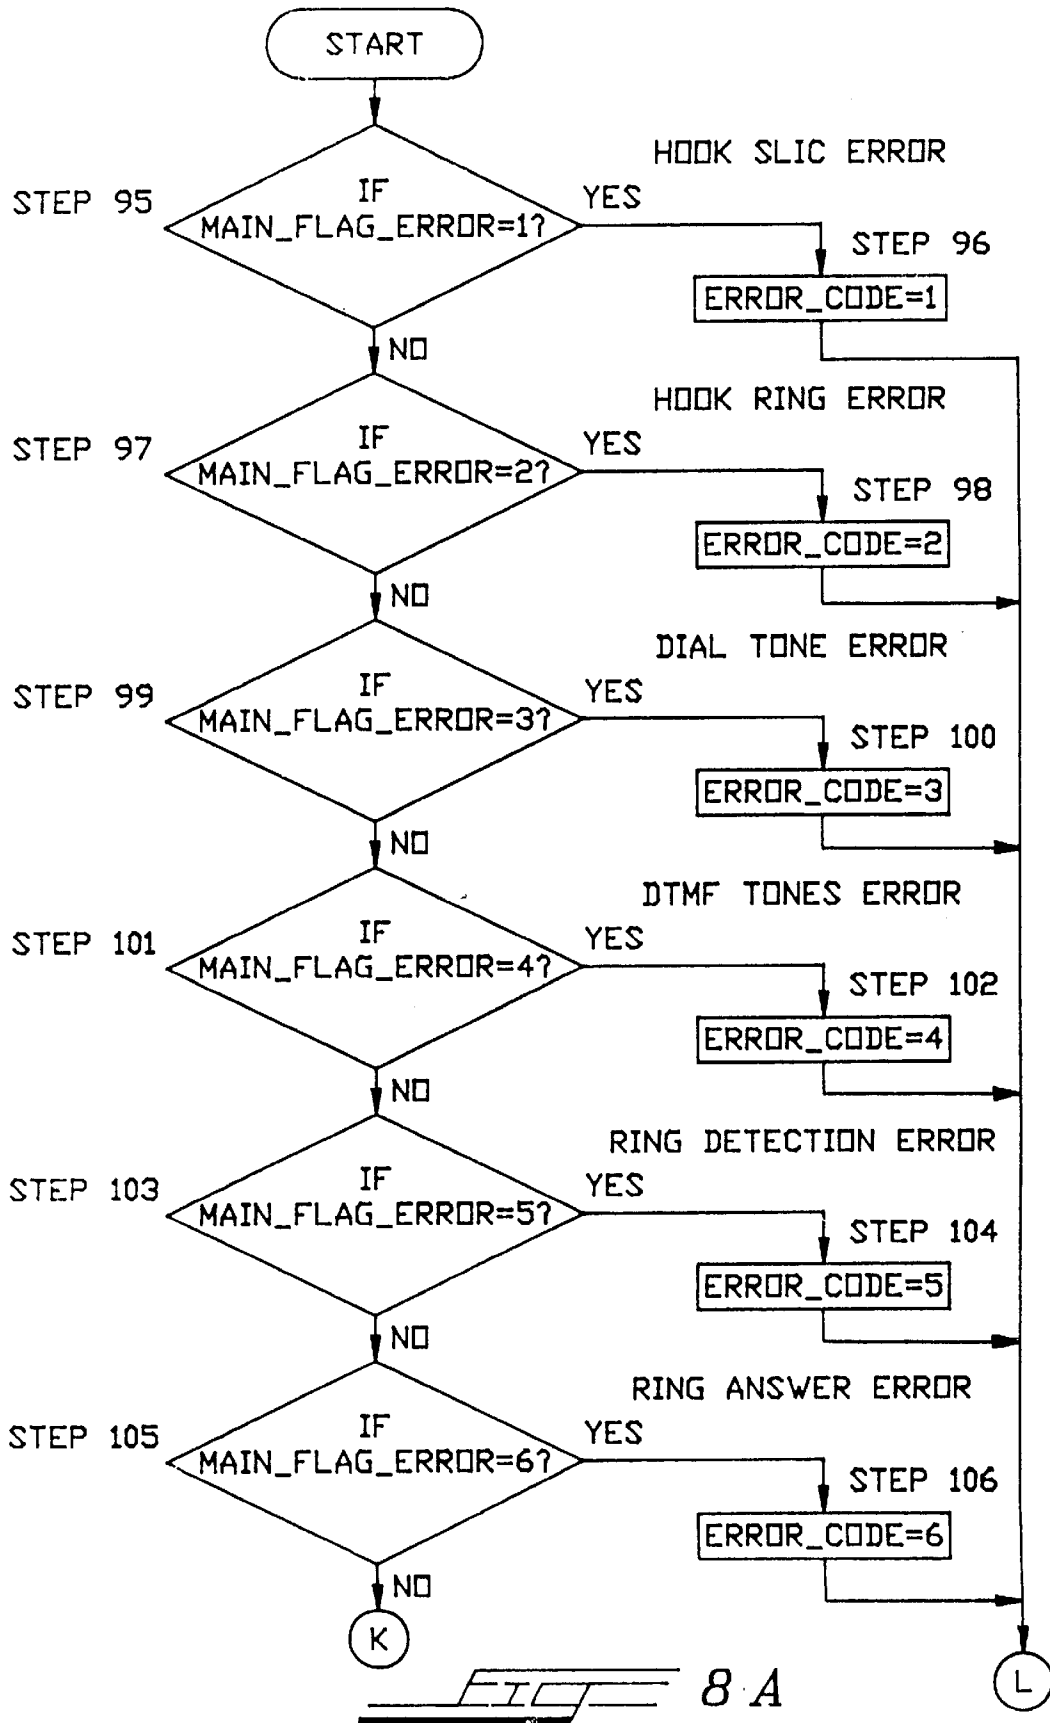 START
HOOK SLIC ERROR
STEP 95
IF
MAIN_FLAG_ERROR=1?
YES
STEP 96
ERROR_CODE=1
NO
HOOK RING ERROR
STEP 97
IF
MAIN_FLAG_ERROR=2?
YES
STEP 98
ERROR_CODE=2
NO
DIAL TONE ERROR
STEP 99
IF
MAIN_FLAG_ERROR=3?
YES
STEP 100
ERROR_CODE=3
NO
DTMF TONES ERROR
STEP 101
IF
MAIN_FLAG_ERROR=4?
YES
STEP 102
ERROR_CODE=4
NO
RING DETECTION ERROR
STEP 103
IF
MAIN_FLAG_ERROR=5?
YES
STEP 104
ERROR_CODE=5
NO
RING ANSWER ERROR
STEP 105
IF
MAIN_FLAG_ERROR=6?
YES
STEP 106
ERROR_CODE=6
NO
K
L
FIG 8A